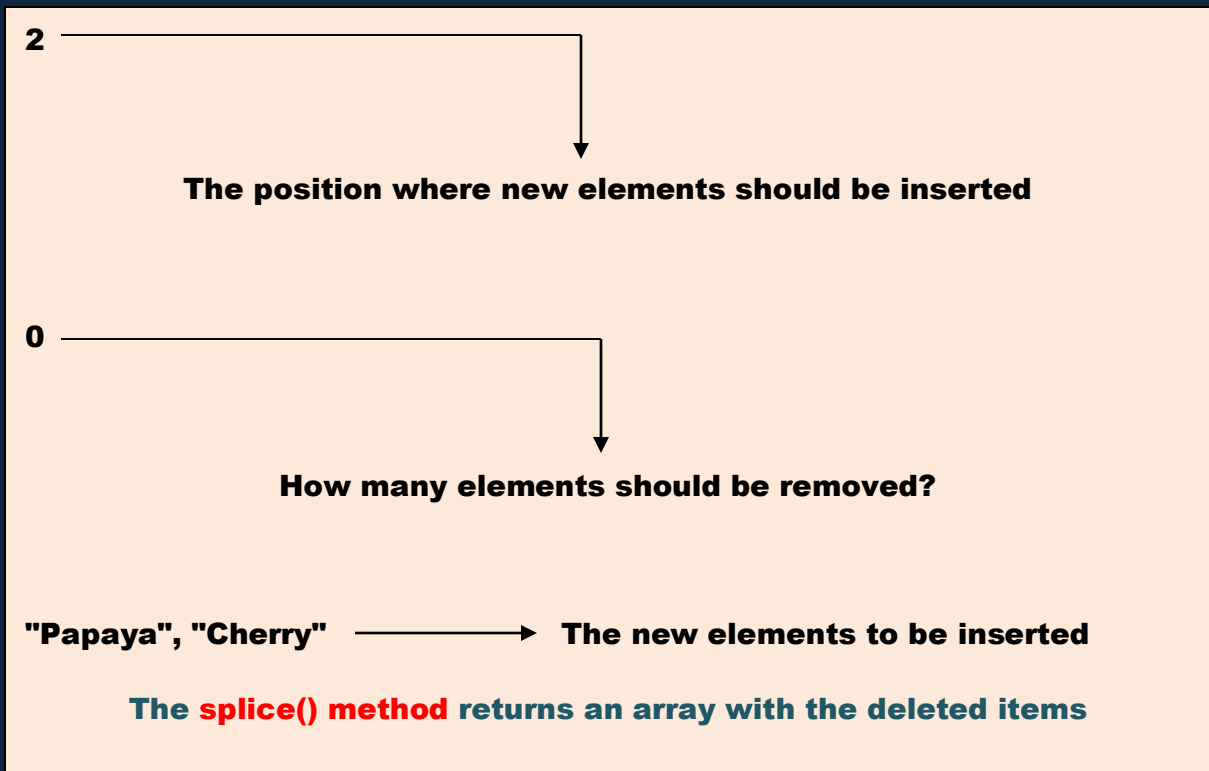 2
The position where new elements should be inserted
0
How many elements should be removed?
"Papaya", "Cherry" The new elements to be inserted
The splice() method returns an array with the deleted items